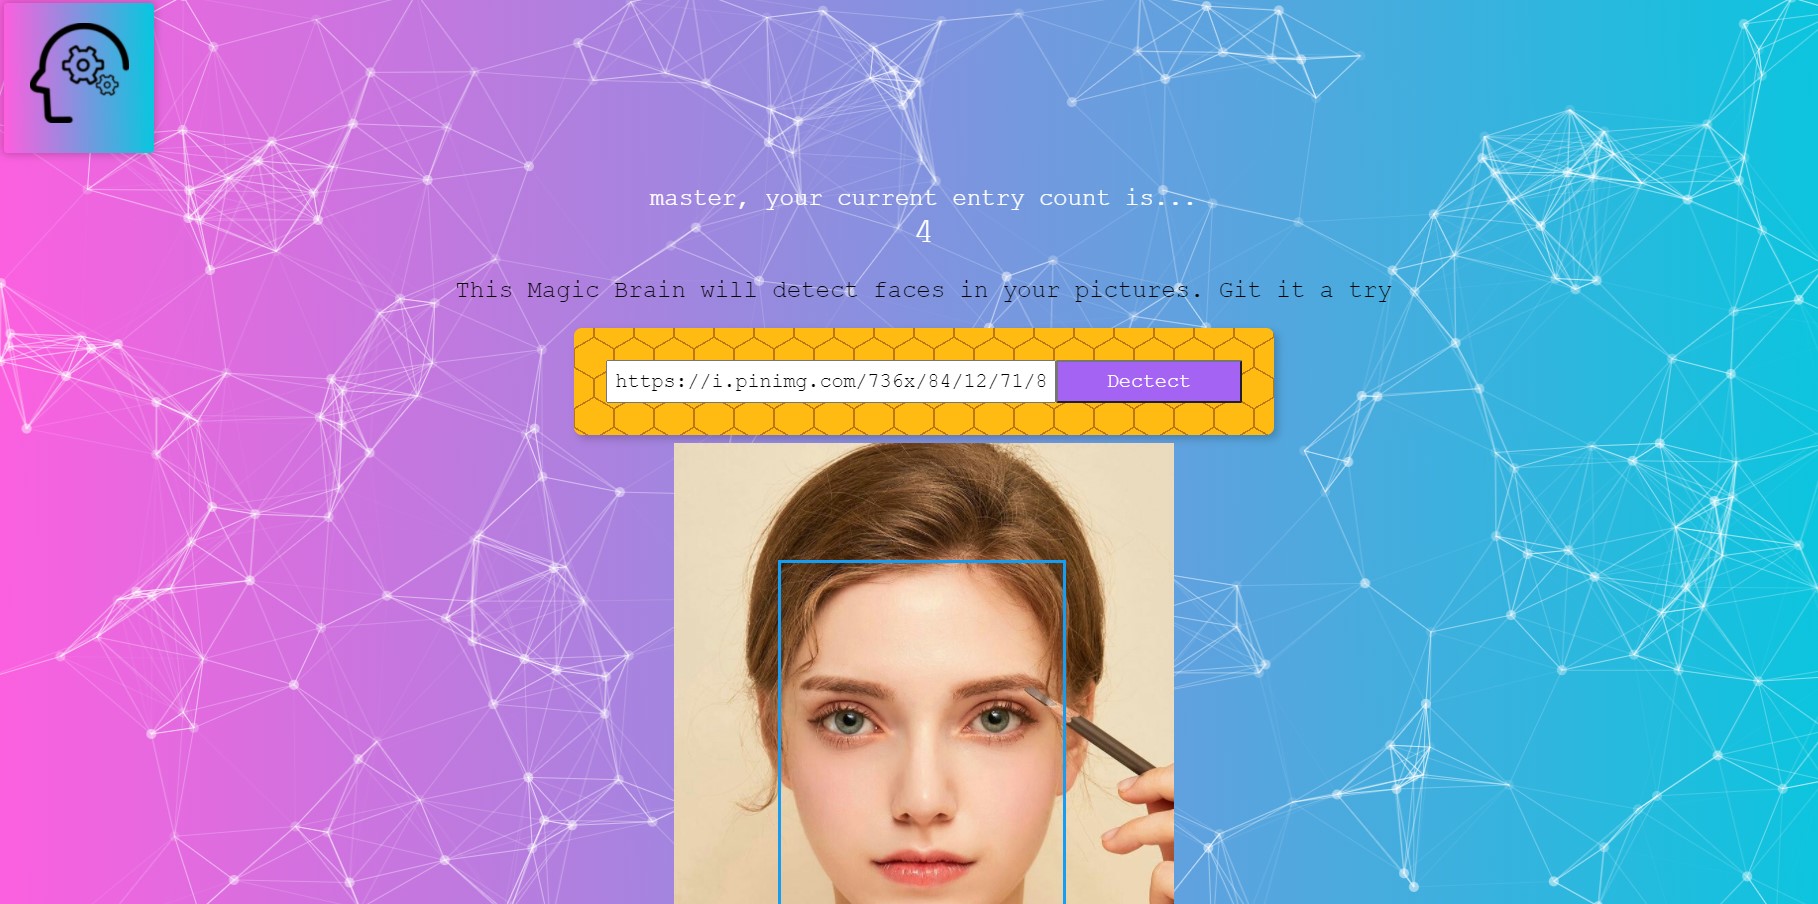 master, your current entry count is...
4
This Magic Brain will detect faces in your pictures. Git it a try
https://i.pinimg.com/736x/84/12/71/8
Dectect